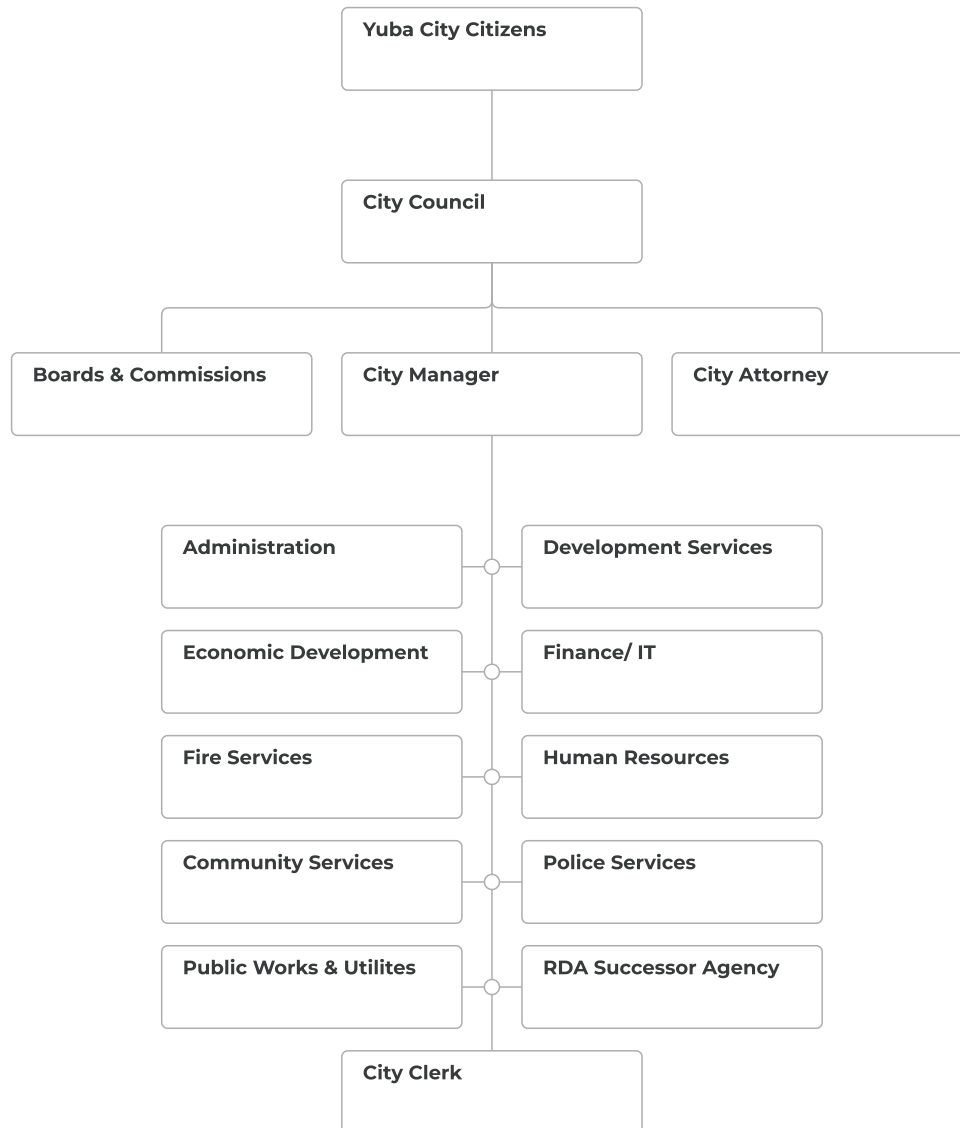 Yuba City Citizens
City Council
Boards & Commissions
City Manager
City Attorney
Administration
Development Services
Economic Development
Finance/ IT
Fire Services
Human Resources
Community Services
Police Services
Public Works & Utilites
RDA Successor Agency
City Clerk